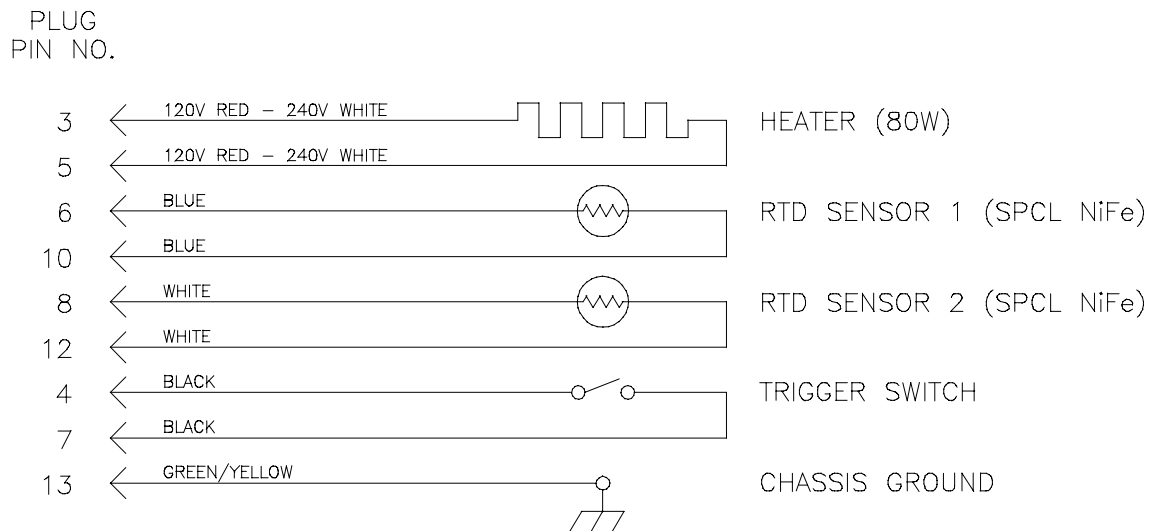 PLUG
PIN NO.
3 120V RED – 240V WHITE HEATER (80W)
5 120V RED – 240V WHITE
6 BLUE RTD SENSOR 1 (SPCL NiFe)
10 BLUE
8 WHITE RTD SENSOR 2 (SPCL NiFe)
12 WHITE
4 BLACK TRIGGER SWITCH
7 BLACK
13 GREEN/YELLOW CHASSIS GROUND